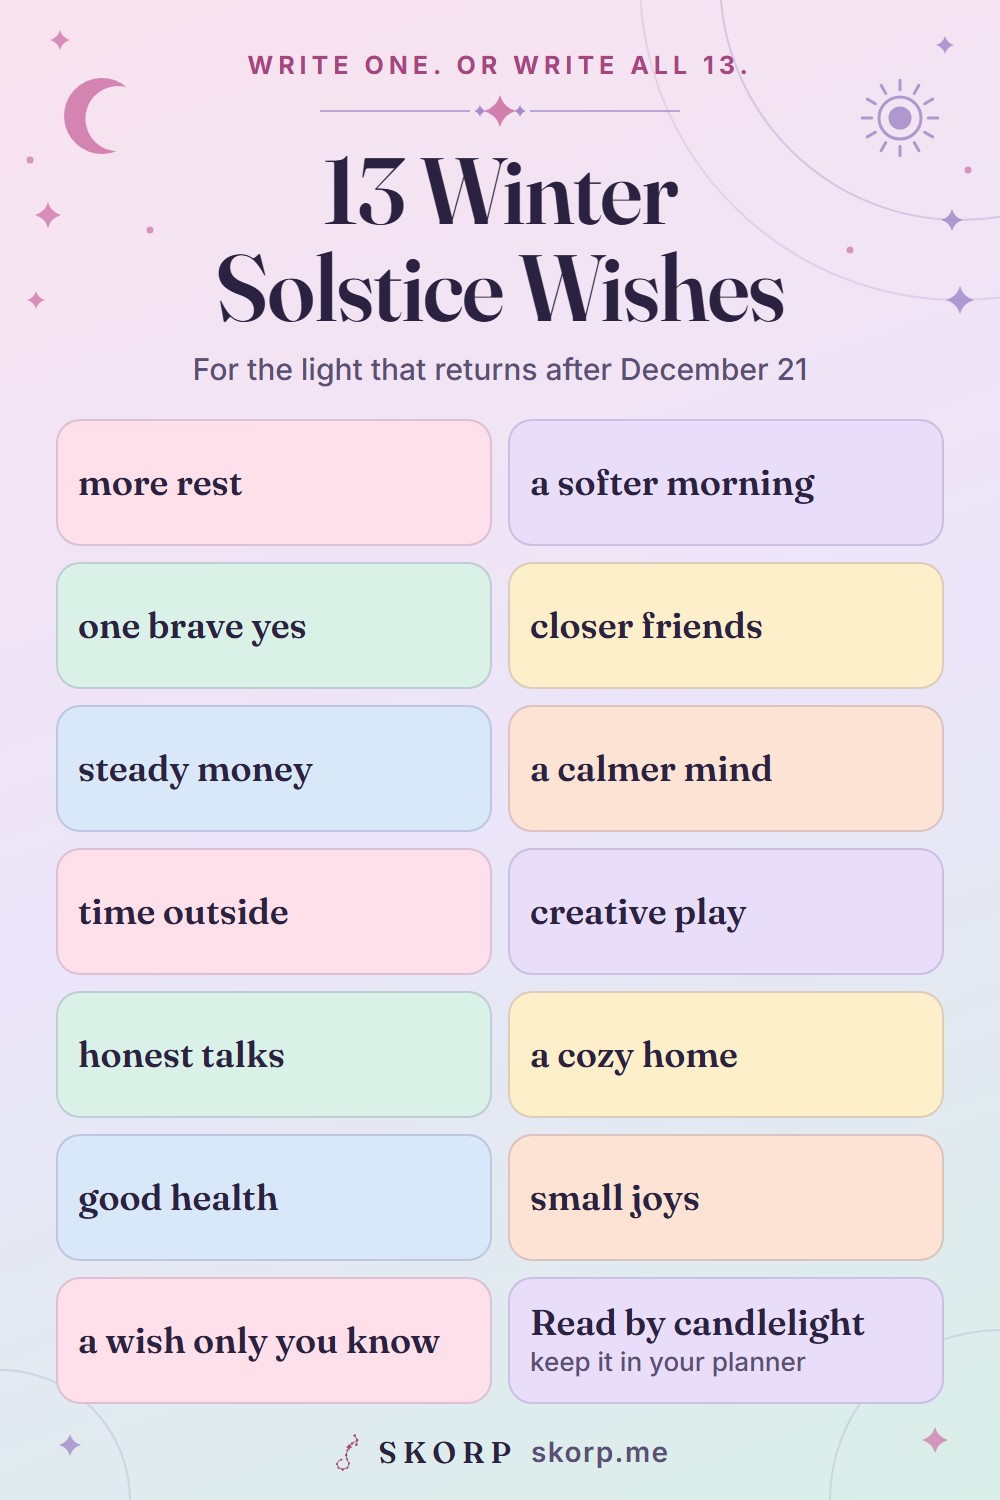 WRITE ONE. OR WRITE ALL 13.
13 Winter
Solstice Wishes
For the light that returns after December 21
more rest
a softer morning
one brave yes
closer friends
steady money
a calmer mind
time outside
creative play
honest talks
a cozy home
good health
small joys
a wish only you know
Read by candlelight
keep it in your planner
SKORP skorp.me